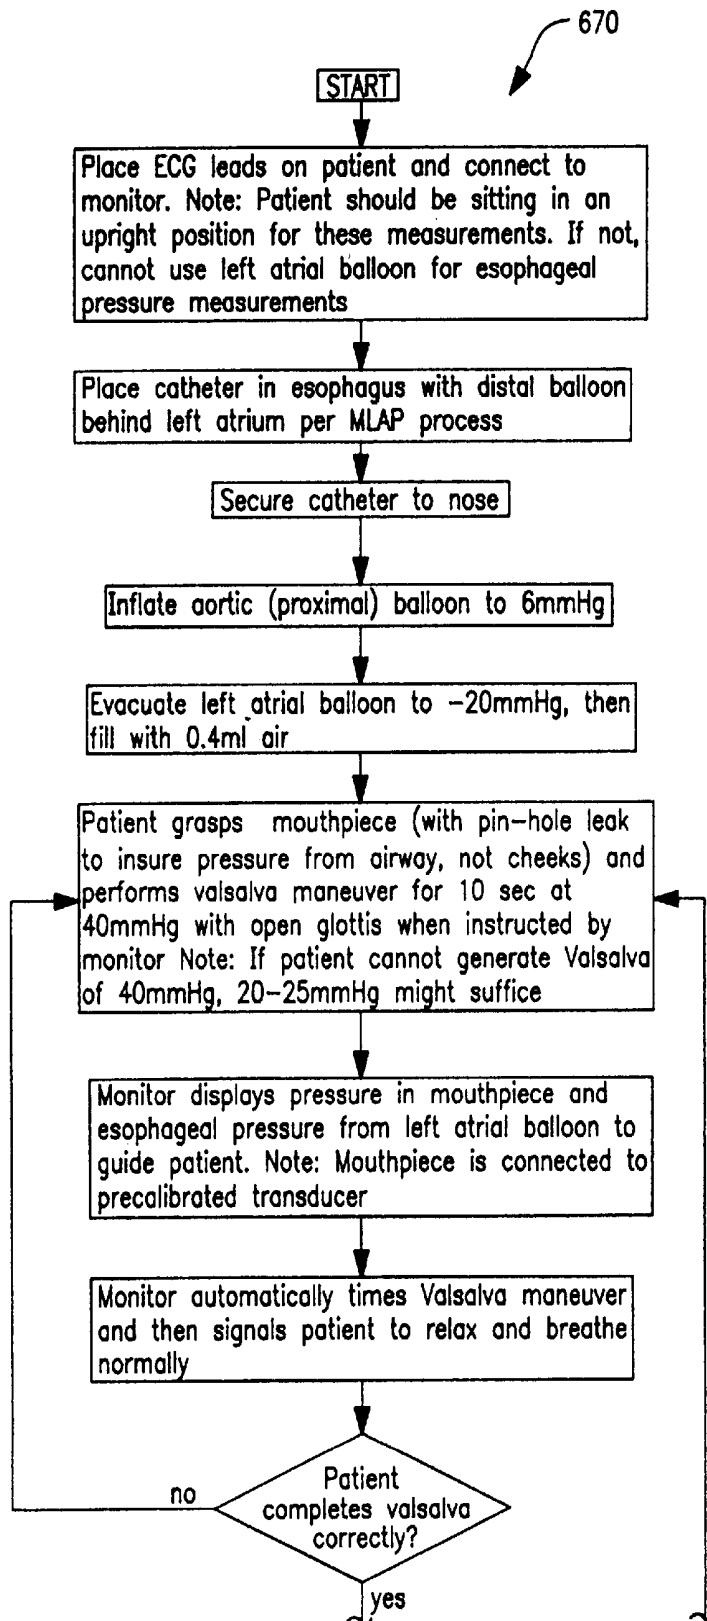 670
START
Place ECG leads on patient and connect to
monitor. Note: Patient should be sitting in an
upright position for these measurements. If not,
cannot use left atrial balloon for esophageal
pressure measurements
Place catheter in esophagus with distal balloon
behind left atrium per MLAP process
Secure catheter to nose
Inflate aortic (proximal) balloon to 6mmHg
Evacuate left atrial balloon to -20mmHg, then
fill with 0.4ml air
Patient grasps mouthpiece (with pin-hole leak
to insure pressure from airway, not cheeks) and
performs valsalva maneuver for 10 sec at
40mmHg with open glottis when instructed by
monitor Note: If patient cannot generate Valsalva
of 40mmHg, 20-25mmHg might suffice
Monitor displays pressure in mouthpiece and
esophageal pressure from left atrial balloon to
guide patient. Note: Mouthpiece is connected to
precalibrated transducer
Monitor automatically times Valsalva maneuver
and then signals patient to relax and breathe
normally
Patient
completes valsalva
correctly?
no
yes